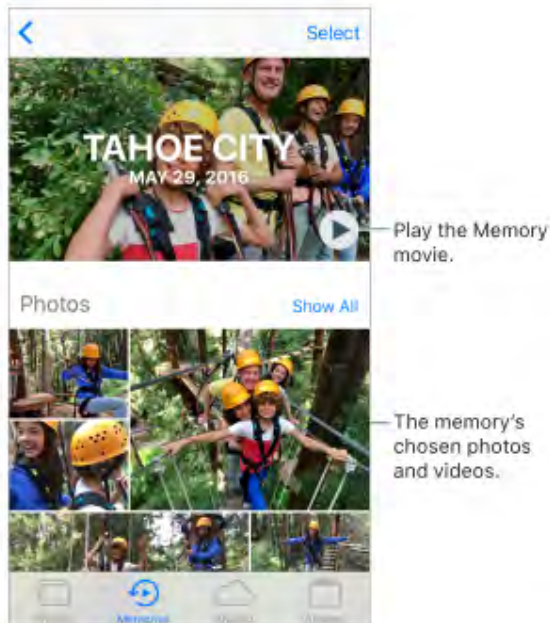 Select
TAHOE CITY
MAY 29, 2016
Play the Memory
movie.
Photos
Show All
The memory's
chosen photos
and videos.
Memories